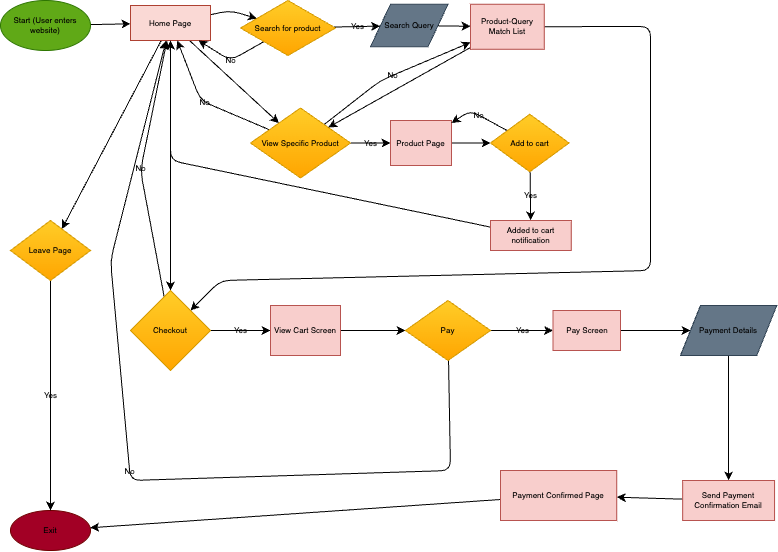 Start (User enters
website)
Home Page
Search for product
Yes
Search Query
Product-Query
Match List
No
No
No
View Specific Product
Yes
Product Page
No
Add to cart
Yes
No
Added to cart
notification
Leave Page
Checkout
Yes
View Cart Screen
Pay
Yes
Pay Screen
Payment Details
Yes
No
Payment Confirmed Page
Send Payment
Confirmation Email
Exit